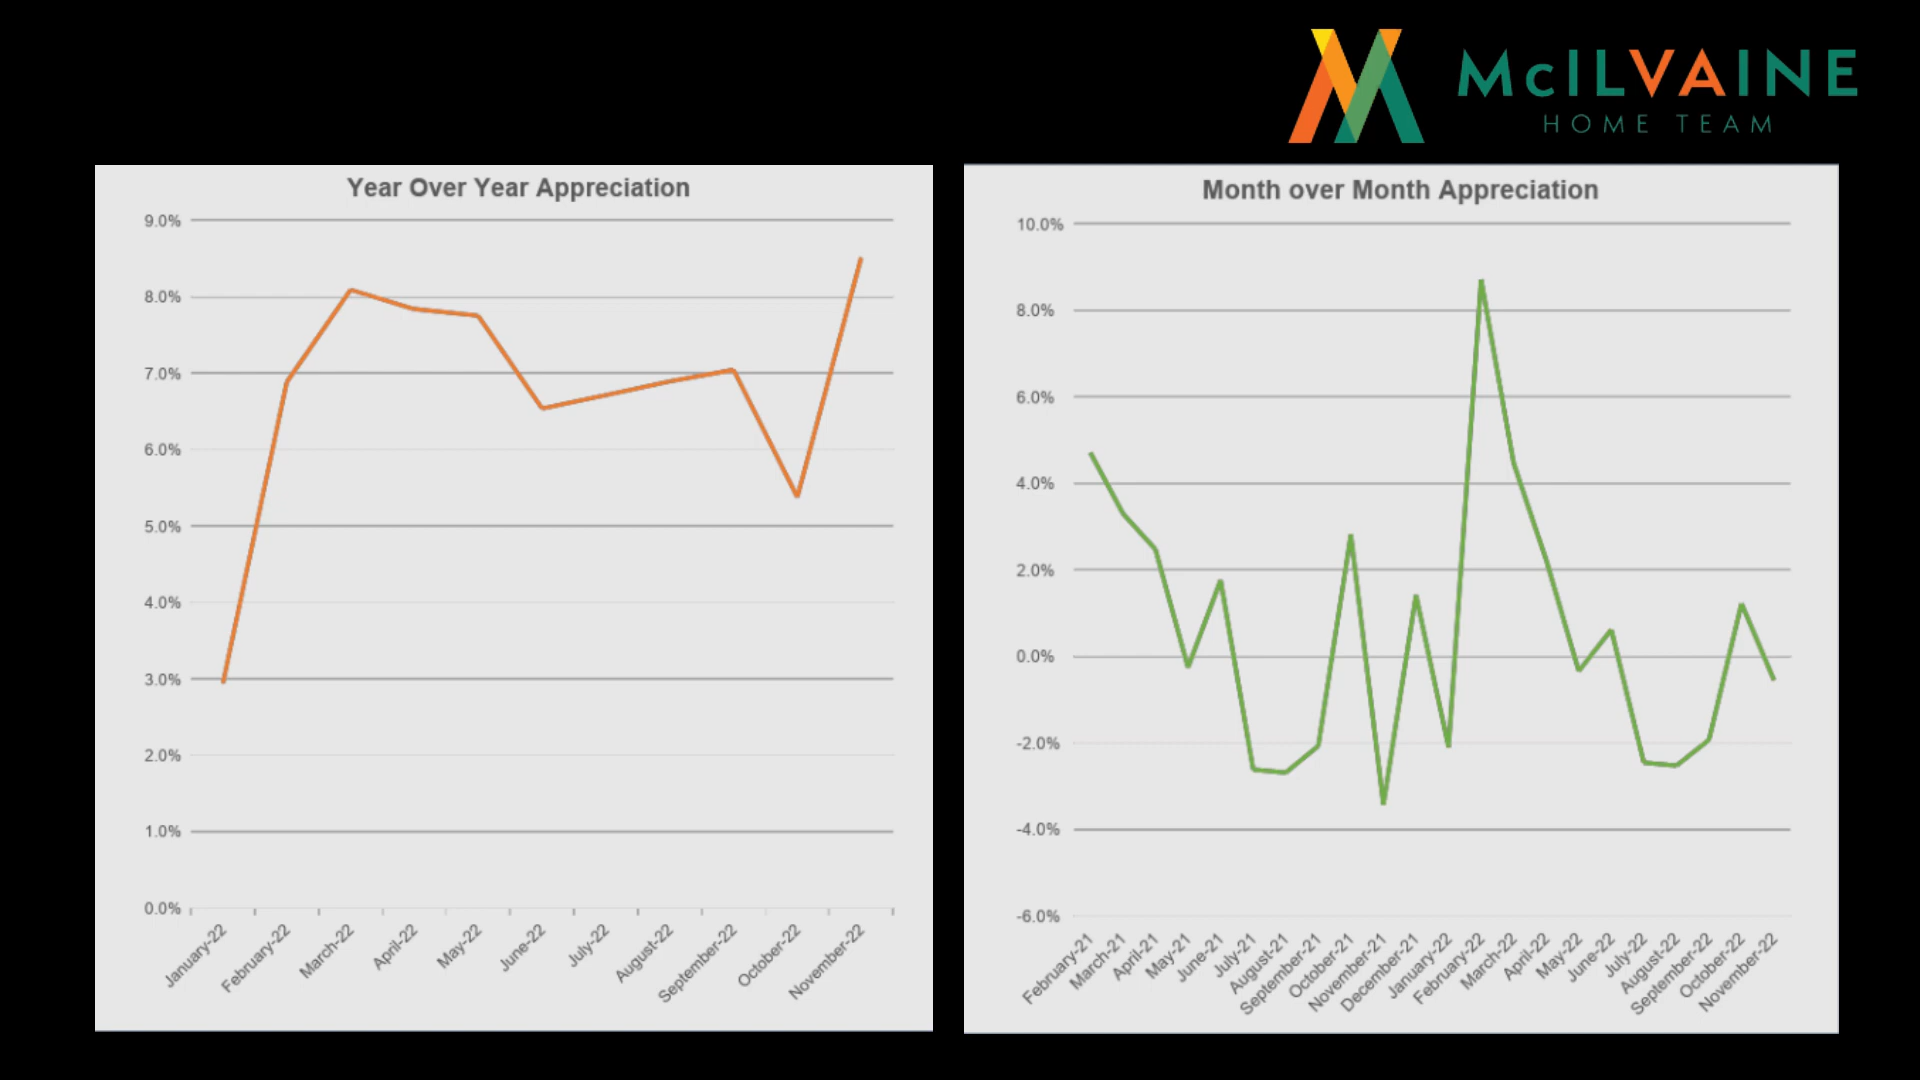 McILVAINE
HOME TEAM
Year Over Year Appreciation
9.0%
8.0%
7.0%
6.0%
5.0%
4.0%
3.0%
2.0%
1.0%
0.0%
January-22
February-22
March-22
April-22
May-22
June-22
July-22
August-22
September-22
October-22
November-22
Month over Month Appreciation
10.0%
8.0%
6.0%
4.0%
2.0%
0.0%
-2.0%
-4.0%
-6.0%
February-21
March-21
April-21
May-21
June-21
July-21
August-21
September-21
October-21
November-21
December-21
January-22
February-22
March-22
April-22
May-22
June-22
July-22
August-22
September-22
October-22
November-22